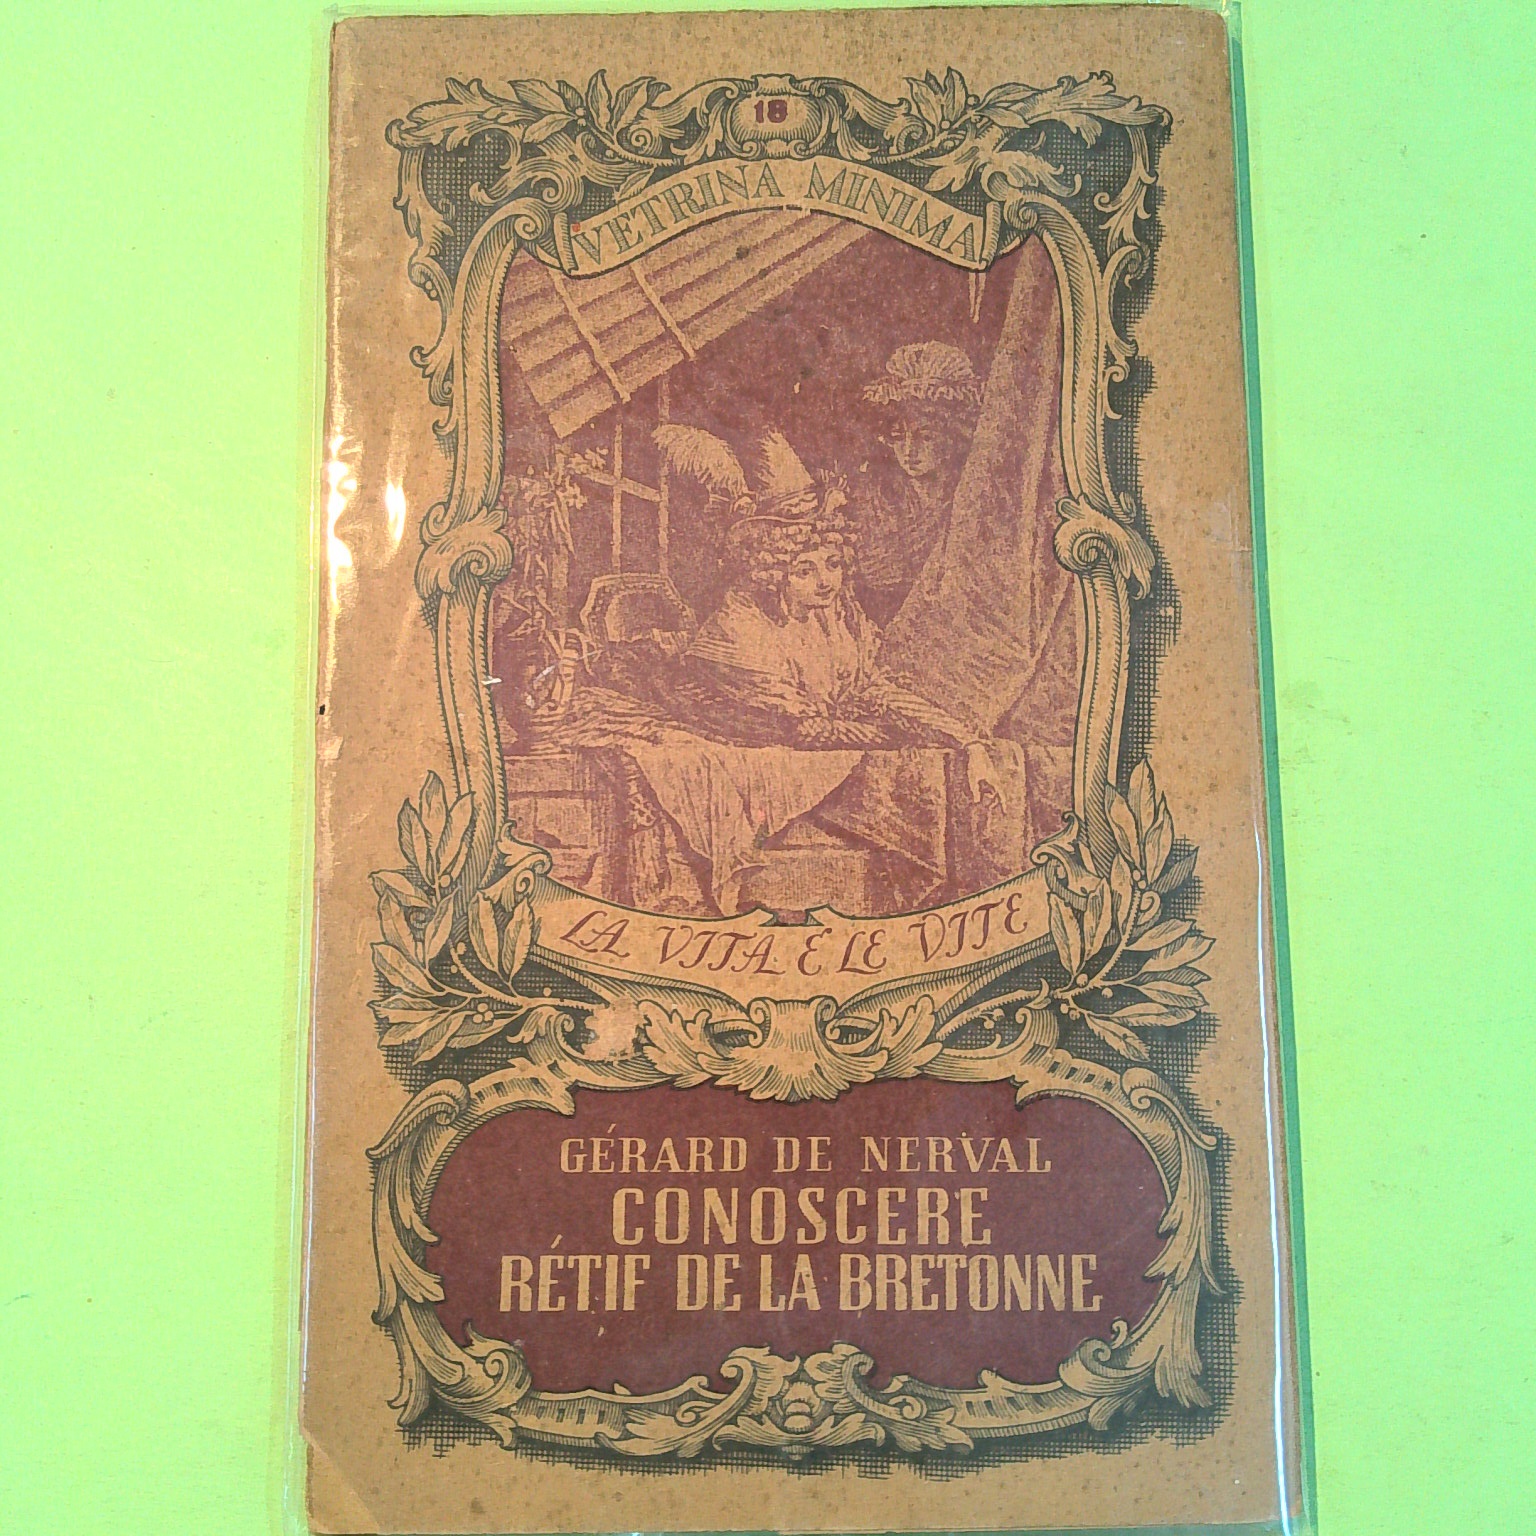 18
VETRINA MINIMA
LA VITA E LE VITE
GÉRARD DE NERVAL
CONOSCERE
RÉTIF DE LA BRETONNE